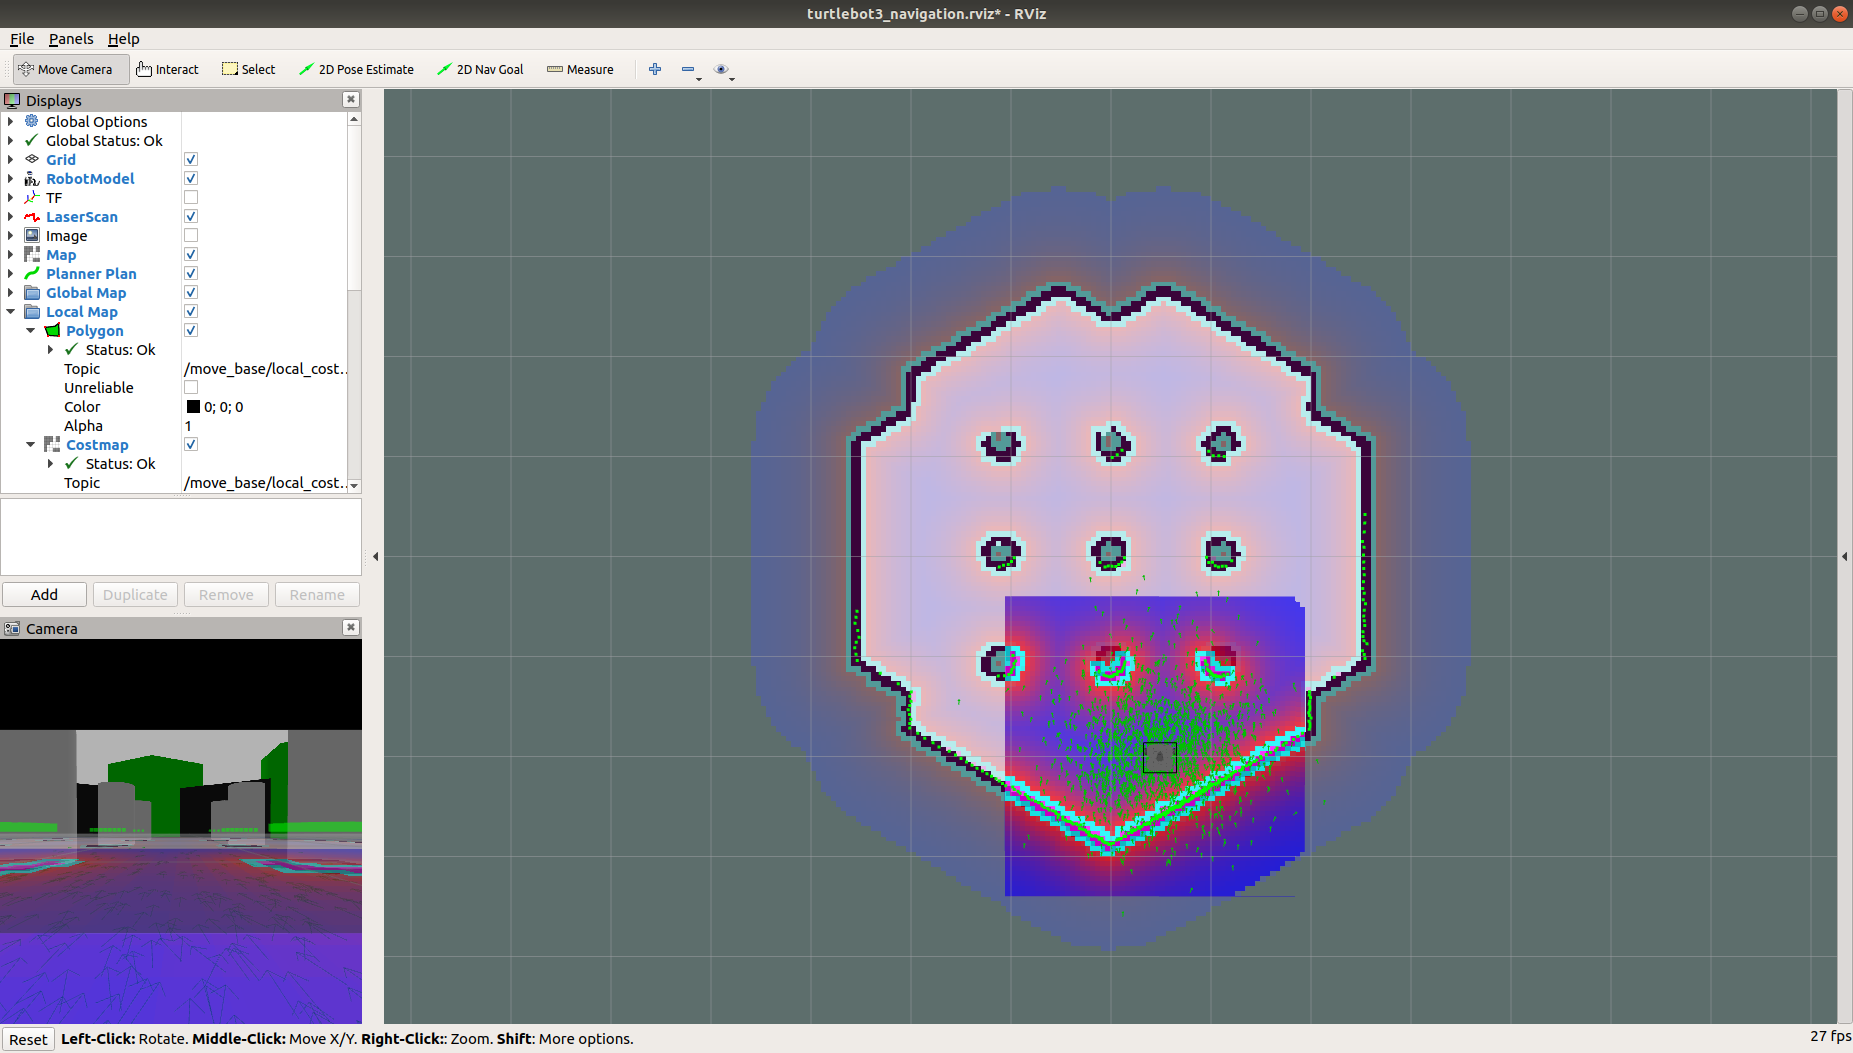 turtlebot3_navigation.rviz* - RViz
File Panels Help
Move Camera Interact Select 2D Pose Estimate 2D Nav Goal Measure
Displays
Global Options
Global Status: Ok
Grid
RobotModel
TF
LaserScan
Image
Map
Planner Plan
Global Map
Local Map
Polygon
Status: Ok
Topic /move_base/local_cost...
Unreliable
Color 0; 0; 0
Alpha 1
Costmap
Status: Ok
Topic /move_base/local_cost...
Add Duplicate Remove Rename
Camera
Reset Left-Click: Rotate. Middle-Click: Move X/Y. Right-Click:: Zoom. Shift: More options. 27 fps